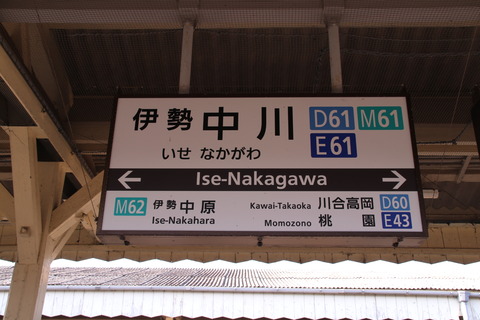 伊勢中川 D61 M61
いせ なかがわ E61
← Ise-Nakagawa →
M62 伊勢中原 Kawai-Takaoka 川合高岡 D60
Ise-Nakahara Momozono 桃園 E43